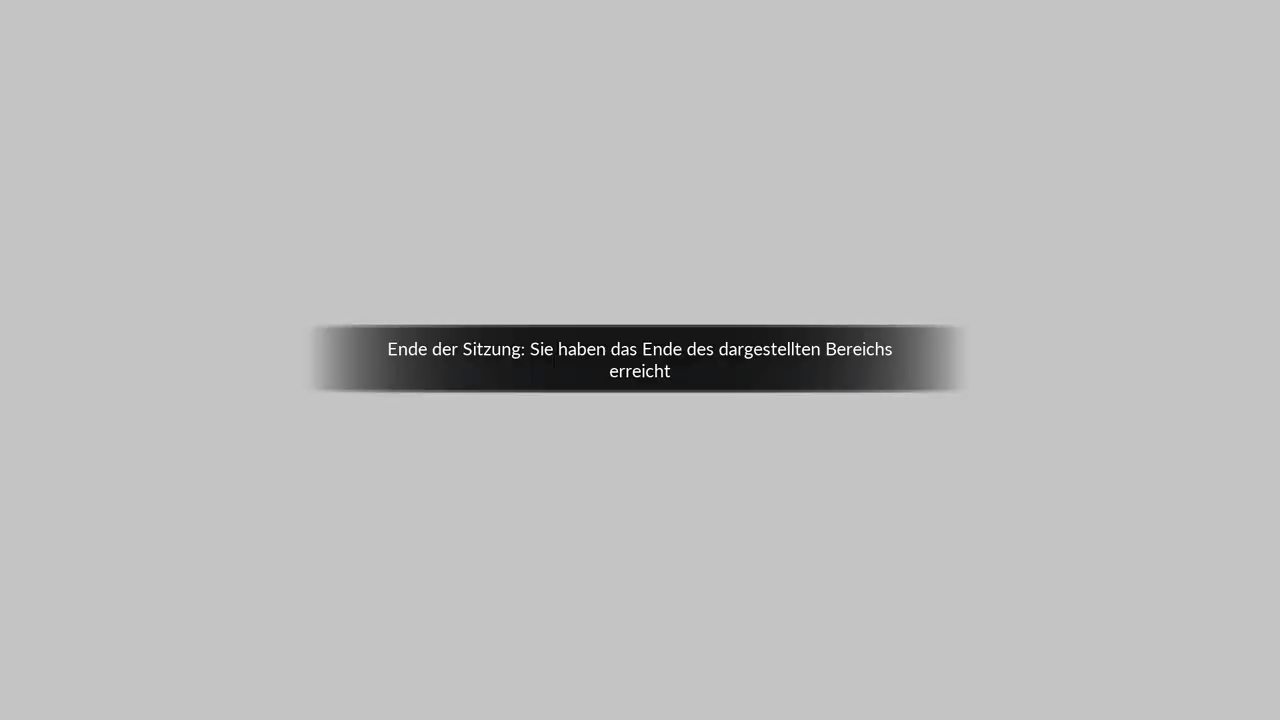 Ende der Sitzung: Sie haben das Ende des dargestellten Bereichs
erreicht